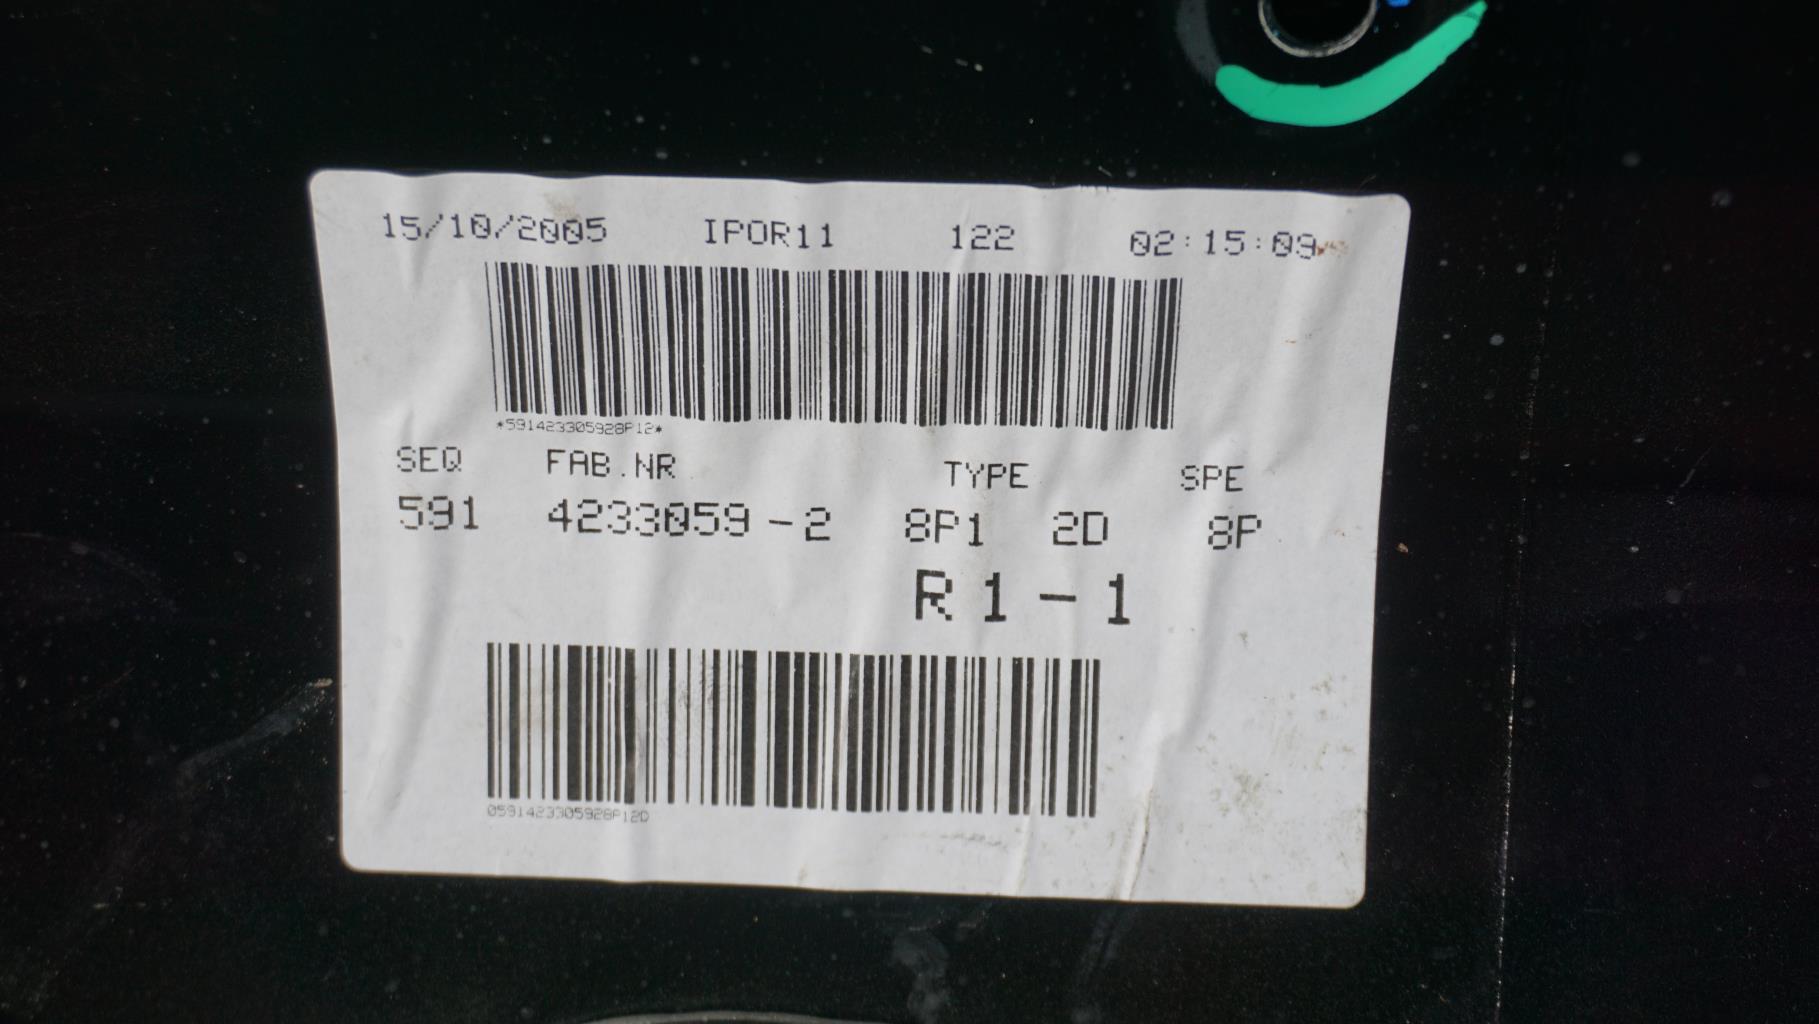 15/10/2005 IPOR11 122 02:15:09
*591423305928P12*
SEQ FAB.NR TYPE SPE
591 4233059-2 8P1 2D 8P
R1-1
0591423305928P12D